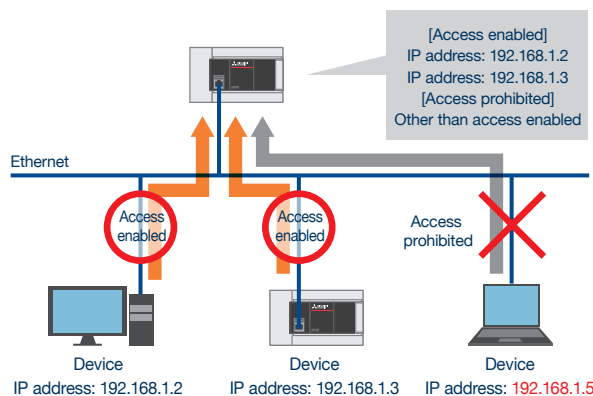 [Access enabled]
IP address: 192.168.1.2
IP address: 192.168.1.3
[Access prohibited]
Other than access enabled
Ethernet
Access
enabled
Access
enabled
Access
prohibited
Device
IP address: 192.168.1.2
Device
IP address: 192.168.1.3
Device
IP address: 192.168.1.5